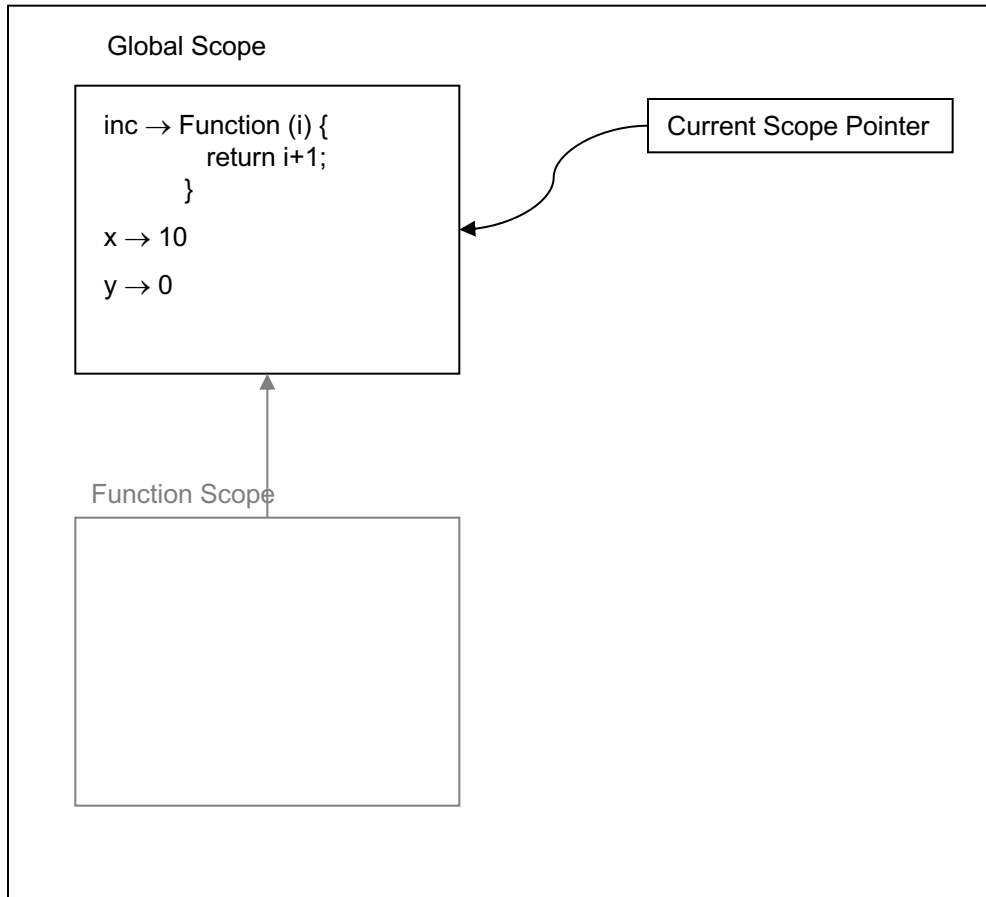 Global Scope
inc → Function (i) {
return i+1;
}
x → 10
y → 0
Current Scope Pointer
Function Scope